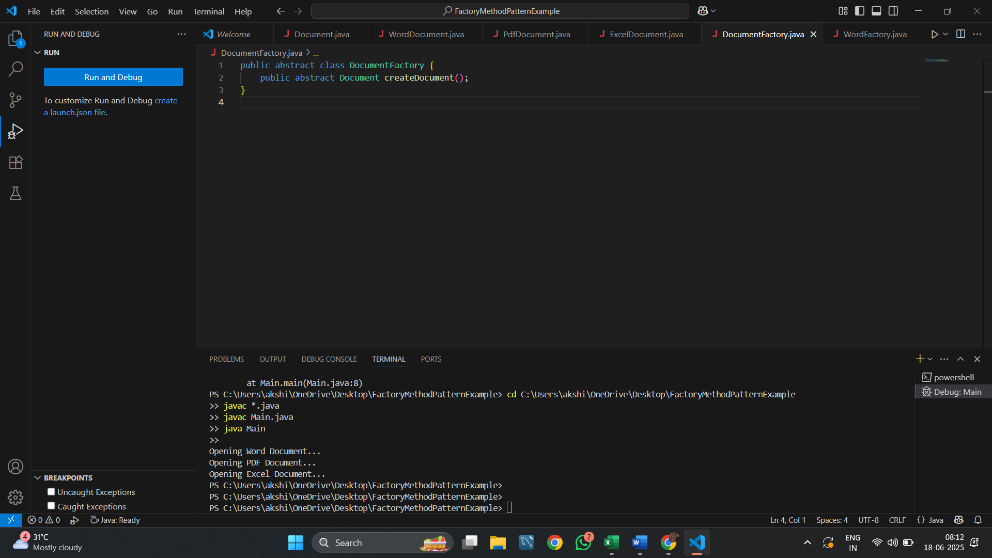 File Edit Selection View Go Run Terminal Help
FactoryMethodPatternExample
RUN AND DEBUG
Welcome
Document.java
WordDocument.java
PdfDocument.java
ExcelDocument.java
DocumentFactory.java
WordFactory.java
RUN
DocumentFactory.java > ...
Run and Debug
To customize Run and Debug create
a launch.json file.
1 public abstract class DocumentFactory {
2 public abstract Document createDocument();
3 }
4
PROBLEMS OUTPUT DEBUG CONSOLE TERMINAL PORTS
powershell
Debug: Main
at Main.main(Main.java:8)
PS C:\Users\akshi\OneDrive\Desktop\FactoryMethodPatternExample> cd C:\Users\akshi\OneDrive\Desktop\FactoryMethodPatternExample
>> javac *.java
>> javac Main.java
>> java Main
>>
Opening Word Document...
Opening PDF Document...
Opening Excel Document...
PS C:\Users\akshi\OneDrive\Desktop\FactoryMethodPatternExample>
PS C:\Users\akshi\OneDrive\Desktop\FactoryMethodPatternExample>
PS C:\Users\akshi\OneDrive\Desktop\FactoryMethodPatternExample>
BREAKPOINTS
Uncaught Exceptions
Caught Exceptions
1
0 0 Java: Ready
Ln 4, Col 1 Spaces: 4 UTF-8 CRLF {} Java
4
31°C
Mostly cloudy
Search
2
ENG
IN
08:12
18-06-2025